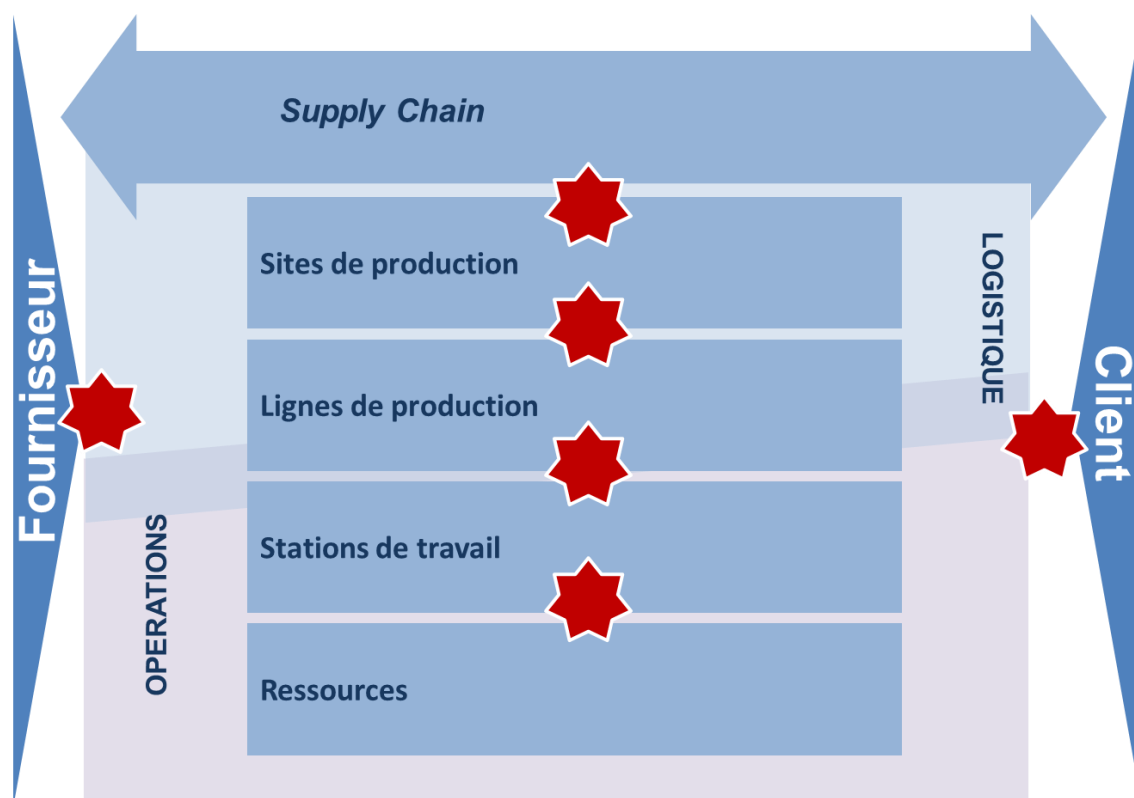 Supply Chain
Fournisseur
Sites de production
LOGISTIQUE
Client
Lignes de production
Stations de travail
OPERATIONS
Ressources